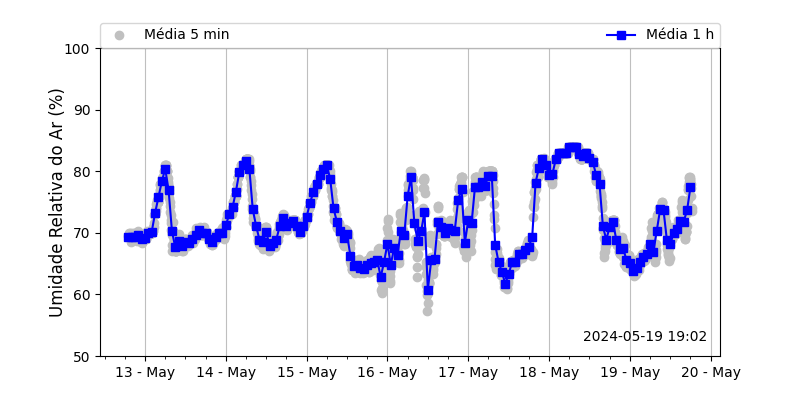 Média 5 min Média 1 h
Umidade Relativa do Ar (%)
100
90
80
70
60
50
2024-05-19 19:02
13 - May 14 - May 15 - May 16 - May 17 - May 18 - May 19 - May 20 - May